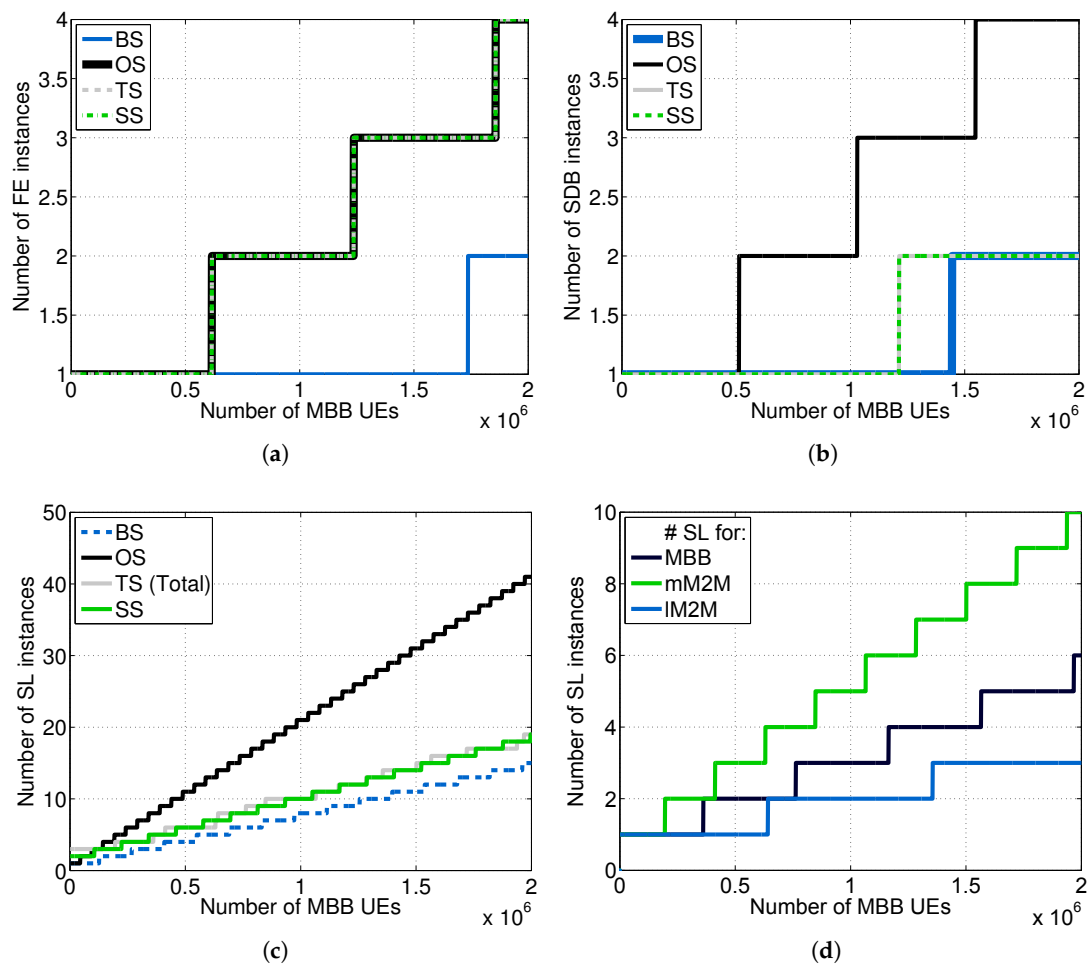 Number of FE instances
4
3.5
3
2.5
2
1.5
1
BS
OS
TS
SS
0
0.5
1
1.5
2
Number of MBB UEs
x 10^6
(a)
Number of SDB instances
4
3.5
3
2.5
2
1.5
1
BS
OS
TS
SS
0
0.5
1
1.5
2
Number of MBB UEs
x 10^6
(b)
Number of SL instances
50
40
30
20
10
0
BS
OS
TS (Total)
SS
0
0.5
1
1.5
2
Number of MBB UEs
x 10^6
(c)
Number of SL instances
10
8
6
4
2
0
# SL for:
MBB
mM2M
IM2M
0
0.5
1
1.5
2
Number of MBB UEs
x 10^6
(d)